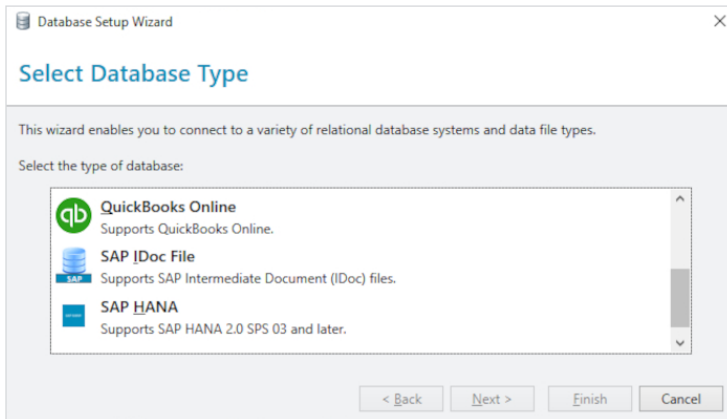 Database Setup Wizard
Select Database Type
This wizard enables you to connect to a variety of relational database systems and data file types.
Select the type of database:
qb
QuickBooks Online
Supports QuickBooks Online.
SAP IDoc File
SAP
Supports SAP Intermediate Document (IDoc) files.
SAP HANA
Supports SAP HANA 2.0 SPS 03 and later.
< Back
Next >
Finish
Cancel